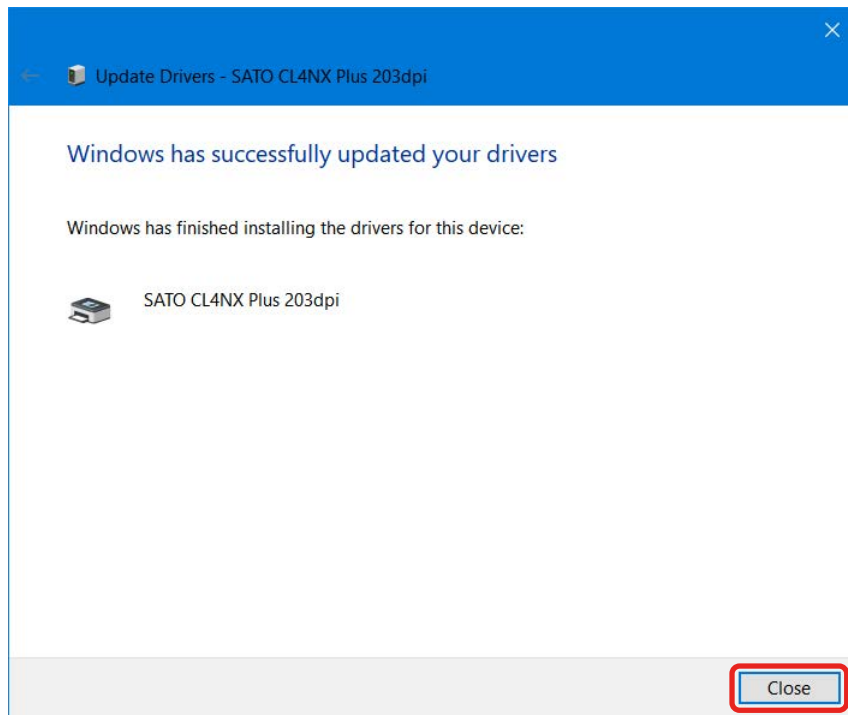 Update Drivers - SATO CL4NX Plus 203dpi
Windows has successfully updated your drivers
Windows has finished installing the drivers for this device:
SATO CL4NX Plus 203dpi
Close